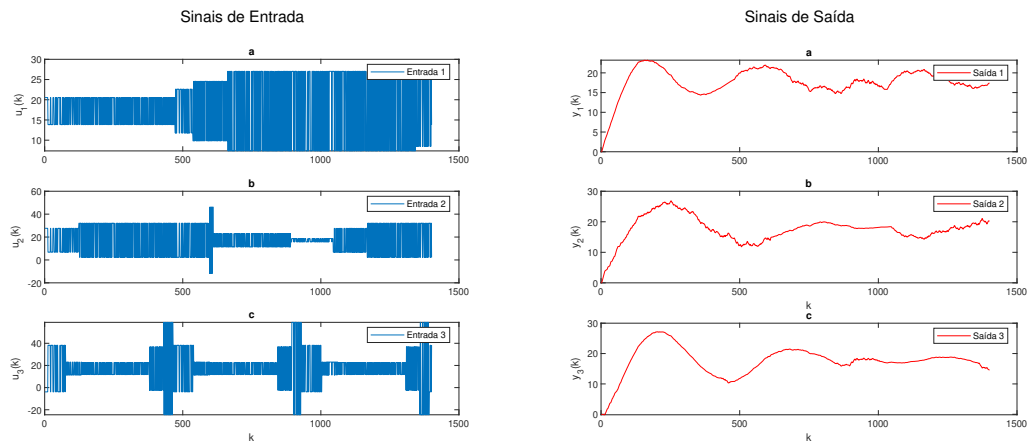 Sinais de Entrada
a
30
25
20
15
10
u1(k)
Entrada 1
0 500 1000 1500
b
60
40
20
0
-20
u2(k)
Entrada 2
0 500 1000 1500
c
40
20
0
-20
u3(k)
Entrada 3
0 500 1000 1500
k
Sinais de Saída
a
20
15
10
5
0
y1(k)
Saída 1
0 500 1000 1500
b
30
20
10
0
y2(k)
Saída 2
0 500 1000 1500
k
c
30
20
10
0
y3(k)
Saída 3
0 500 1000 1500
k